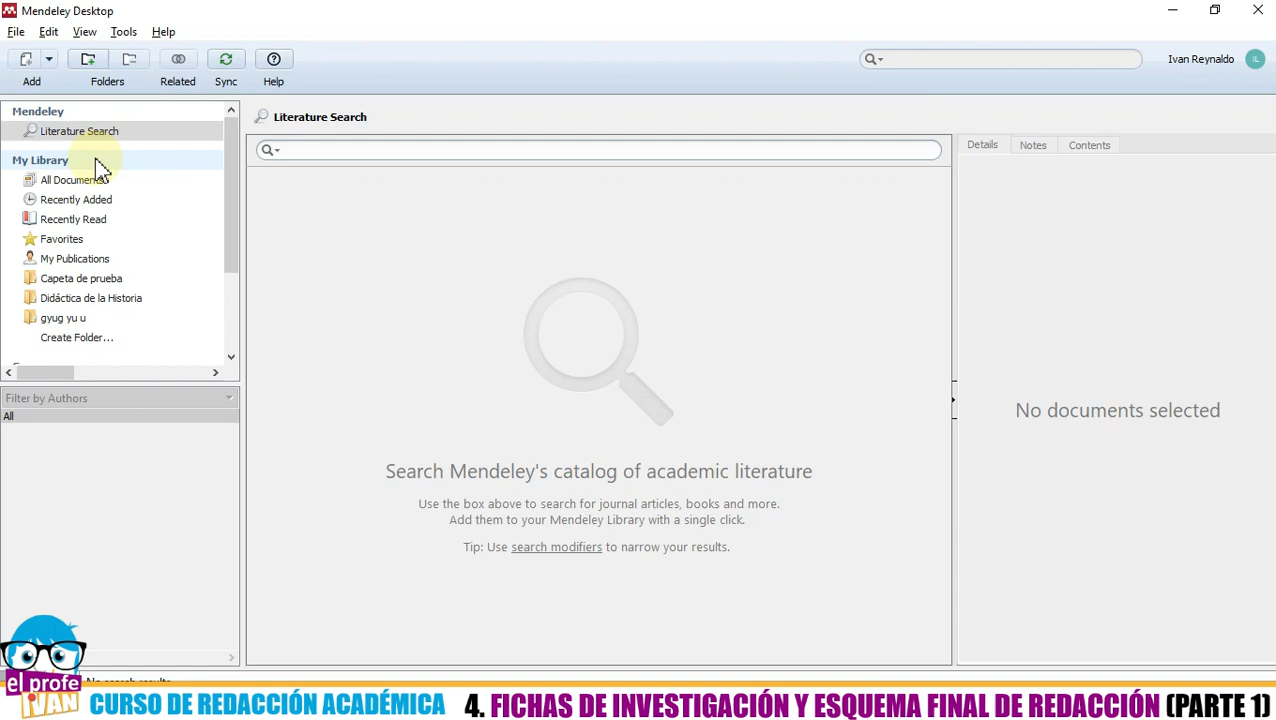 Mendeley Desktop
File Edit View Tools Help
Add Folders Related Sync Help
Ivan Reynaldo IL
Mendeley
Literature Search
My Library
All Documents
Recently Added
Recently Read
Favorites
My Publications
Capeta de prueba
Didáctica de la Historia
gyug yu u
Create Folder...
Filter by Authors
All
Literature Search
Search Mendeley's catalog of academic literature
Use the box above to search for journal articles, books and more.
Add them to your Mendeley Library with a single click.
Tip: Use search modifiers to narrow your results.
Details Notes Contents
No documents selected
No search results
el profe
iVAN
CURSO DE REDACCIÓN ACADÉMICA 4. FICHAS DE INVESTIGACIÓN Y ESQUEMA FINAL DE REDACCIÓN (PARTE 1)